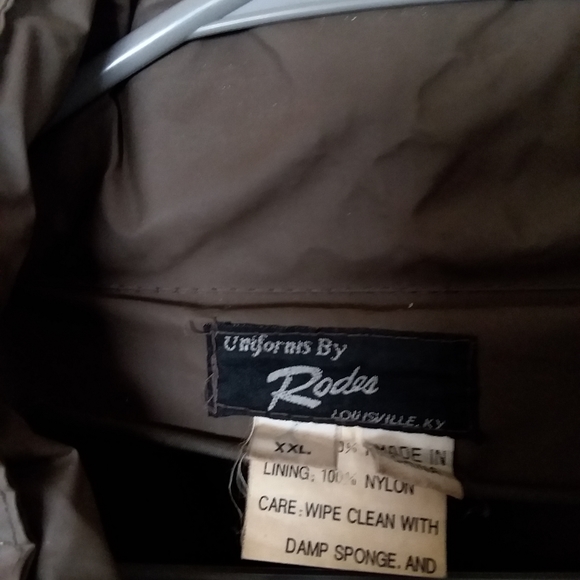 Uniforms By
Rodes
LOUISVILLE, KY
XXL
MADE IN
LINING: 100% NYLON
CARE: WIPE CLEAN WITH
DAMP SPONGE, AND